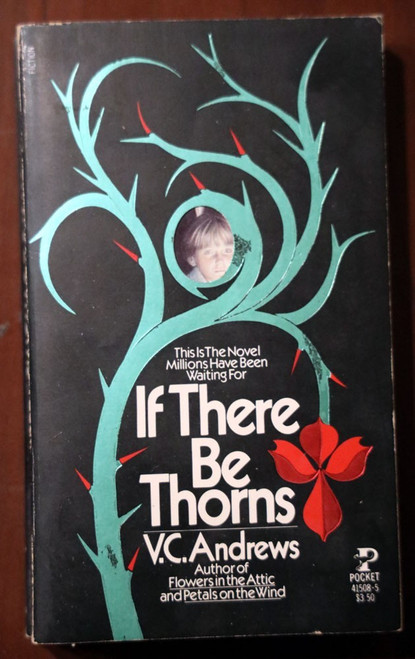 FICTION
This Is The Novel
Millions Have Been
Waiting For
If There
Be
Thorns
V.C. Andrews
Author of
Flowers in the Attic
and Petals on the Wind
P
POCKET
41508-5
$3.50